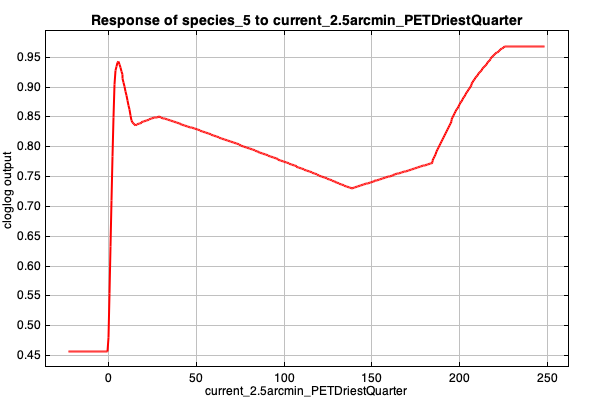 Response of species_5 to current_2.5arcmin_PETDriestQuarter
cloglog output
0.95
0.90
0.85
0.80
0.75
0.70
0.65
0.60
0.55
0.50
0.45
0 50 100 150 200 250
current_2.5arcmin_PETDriestQuarter